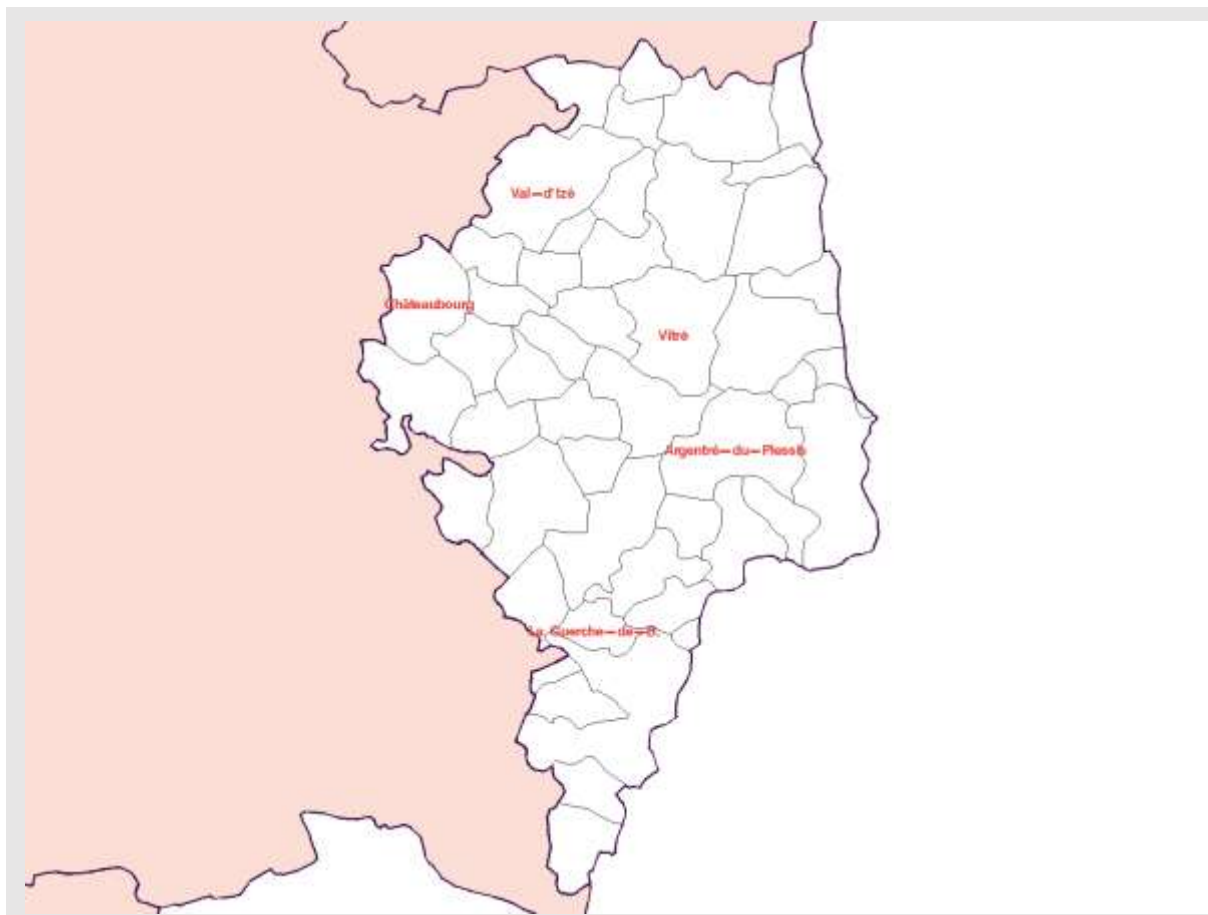 Val-d'Izé
Châteaubourg
Vitré
Argentré-du-Plessis
La Guerche-de-B.